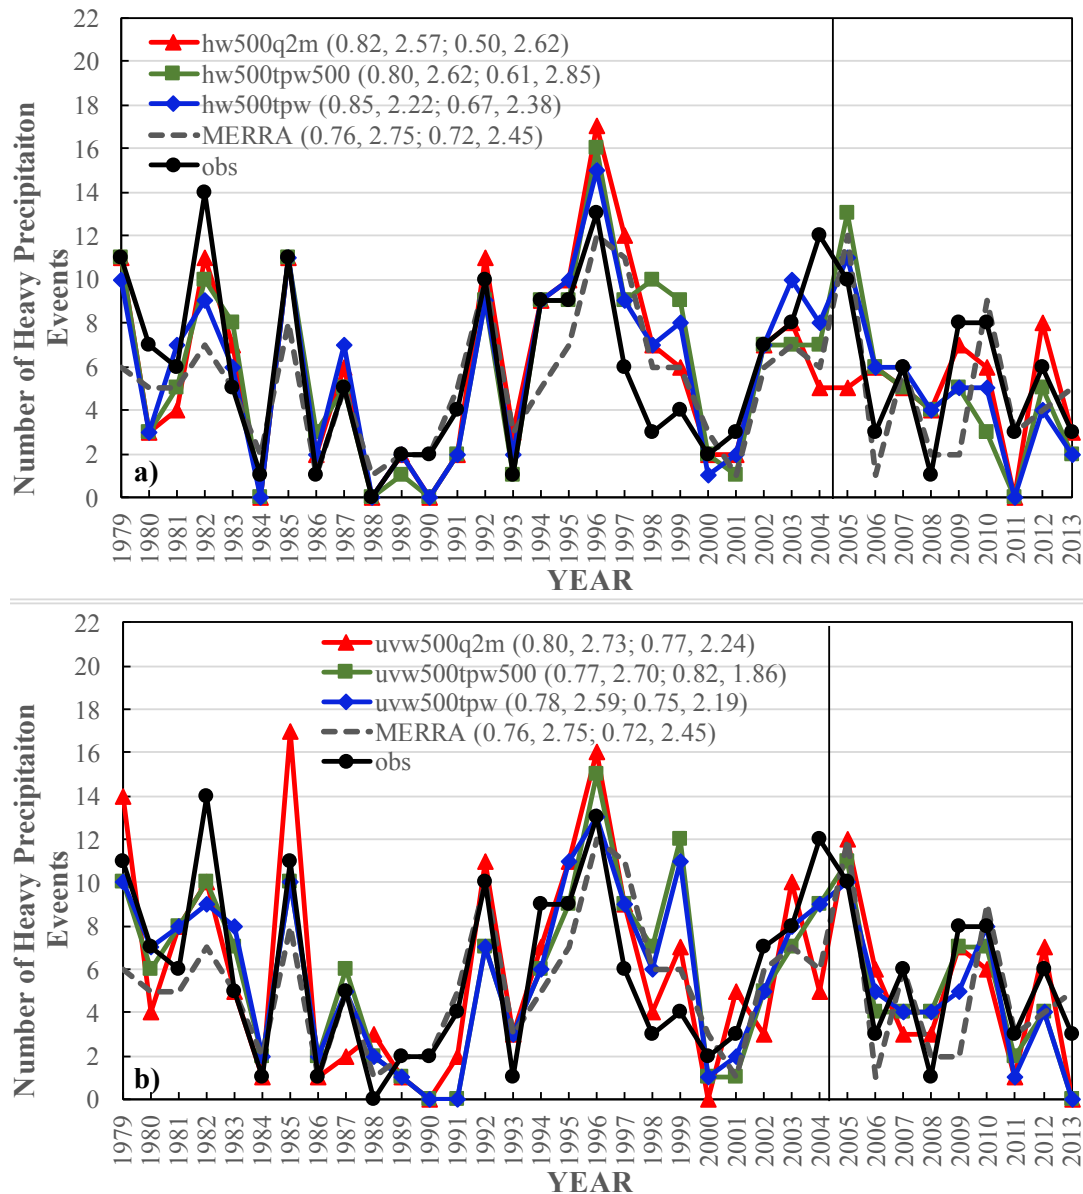 22
20
18
16
14
12
10
8
6
4
2
0
Number of Heavy Precipitaiton
Eveents
hw500q2m (0.82, 2.57; 0.50, 2.62)
hw500tpw500 (0.80, 2.62; 0.61, 2.85)
hw500tpw (0.85, 2.22; 0.67, 2.38)
MERRA (0.76, 2.75; 0.72, 2.45)
obs
a)
1979 1980 1981 1982 1983 1984 1985 1986 1987 1988 1989 1990 1991 1992 1993 1994 1995 1996 1997 1998 1999 2000 2001 2002 2003 2004 2005 2006 2007 2008 2009 2010 2011 2012 2013
YEAR
22
20
18
16
14
12
10
8
6
4
2
0
Number of Heavy Precipitaiton
Eveents
uvw500q2m (0.80, 2.73; 0.77, 2.24)
uvw500tpw500 (0.77, 2.70; 0.82, 1.86)
uvw500tpw (0.78, 2.59; 0.75, 2.19)
MERRA (0.76, 2.75; 0.72, 2.45)
obs
b)
1979 1980 1981 1982 1983 1984 1985 1986 1987 1988 1989 1990 1991 1992 1993 1994 1995 1996 1997 1998 1999 2000 2001 2002 2003 2004 2005 2006 2007 2008 2009 2010 2011 2012 2013
YEAR